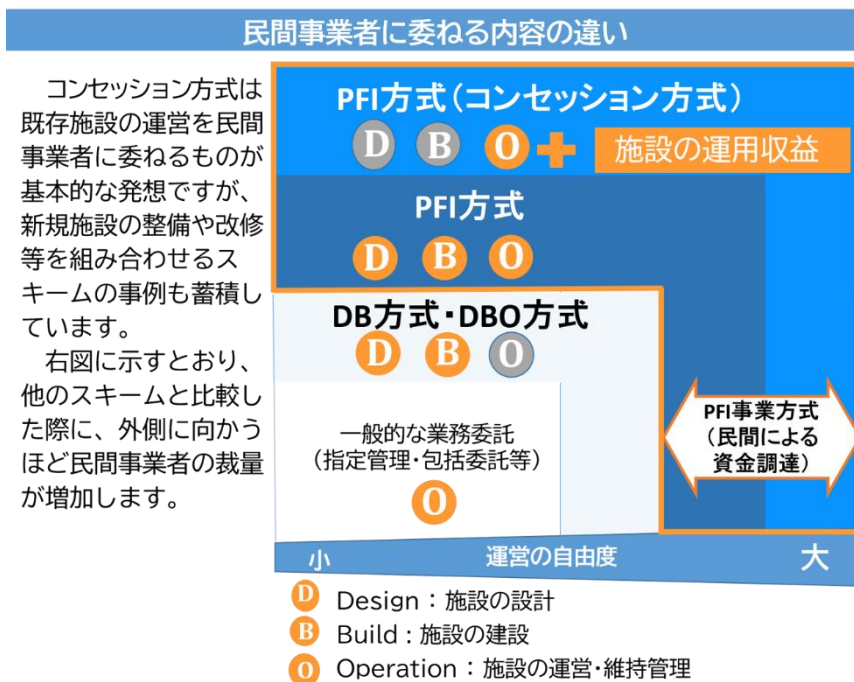 民間事業者に委ねる内容の違い
コンセッション方式は
既存施設の運営を民間
事業者に委ねるものが
基本的な発想ですが、
新規施設の整備や改修
等を組み合わせるス
キームの事例も蓄積し
ています。
右図に示すとおり、
他のスキームと比較し
た際に、外側に向かう
ほど民間事業者の裁量
が増加します。
PFI方式(コンセッション方式)
D B O + 施設の運用収益
PFI方式
D B O
DB方式・DBO方式
D B O
一般的な業務委託
(指定管理・包括委託等)
O
PFI事業方式
(民間による
資金調達)
小 運営の自由度 大
D Design:施設の設計
B Build:施設の建設
O Operation:施設の運営・維持管理